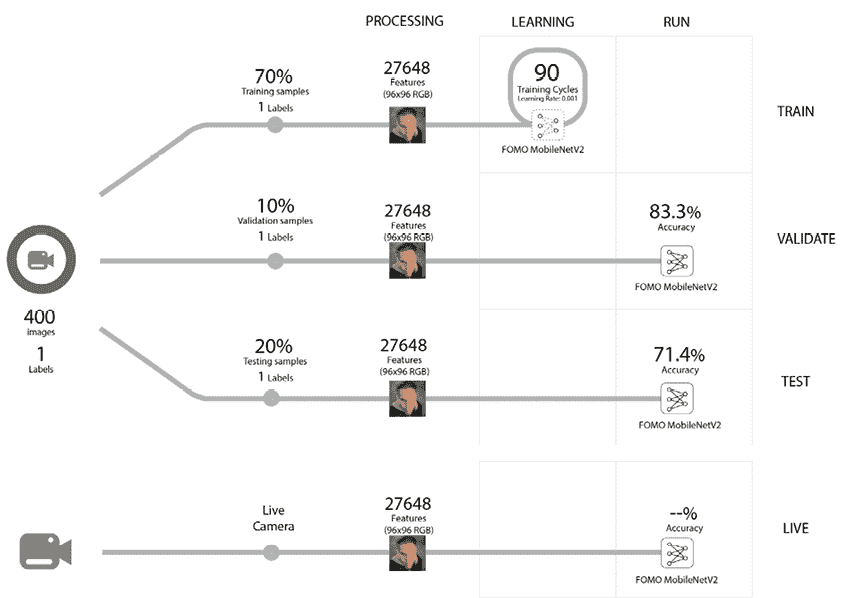 PROCESSING
LEARNING
RUN
70%
Training samples
1 Labels
27648
Features
(96x96 RGB)
90
Training Cycles
Learning Rate: 0.001
FOMO MobileNetV2
TRAIN
10%
Validation samples
1 Labels
27648
Features
(96x96 RGB)
83.3%
Accuracy
FOMO MobileNetV2
VALIDATE
400
images
1
Labels
20%
Testing samples
1 Labels
27648
Features
(96x96 RGB)
71.4%
Accuracy
FOMO MobileNetV2
TEST
Live
Camera
27648
Features
(96x96 RGB)
--%
Accuracy
FOMO MobileNetV2
LIVE